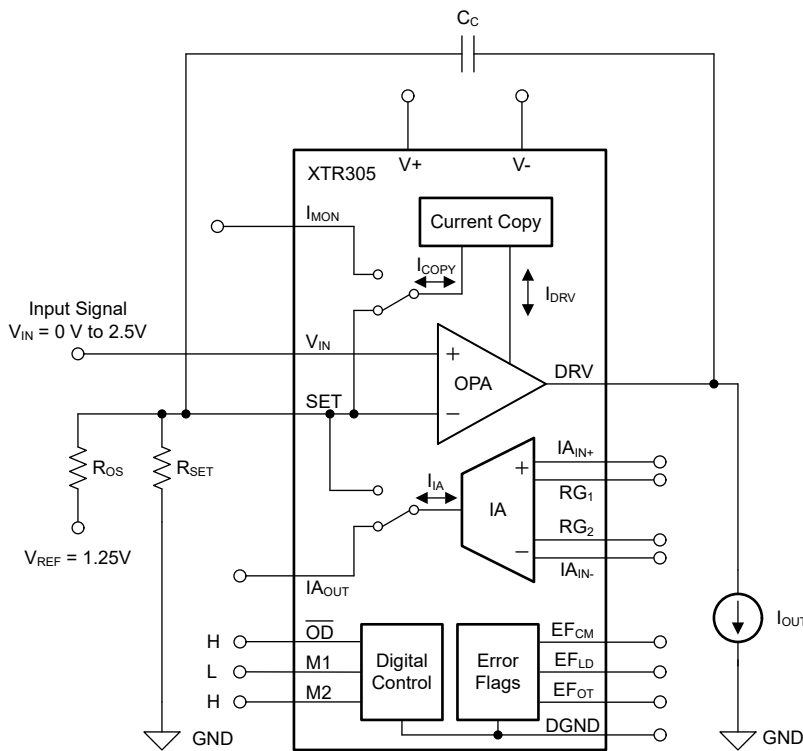 C_C
V+
V-
XTR305
I_MON
Current Copy
I_COPY
I_DRV
Input Signal
V_IN = 0 V to 2.5V
V_IN
+
OPA
DRV
SET
−
R_OS
R_SET
I_IA
+
IA
−
IA_IN+
RG_1
RG_2
IA_IN-
V_REF = 1.25V
IA_OUT
I_OUT
H
O̅D̅
L
M1
H
M2
Digital
Control
Error
Flags
EF_CM
EF_LD
EF_OT
DGND
GND
GND